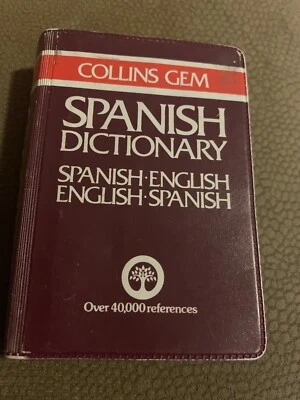 COLLINS GEM
SPANISH
DICTIONARY
SPANISH·ENGLISH
ENGLISH·SPANISH
Over 40,000 references